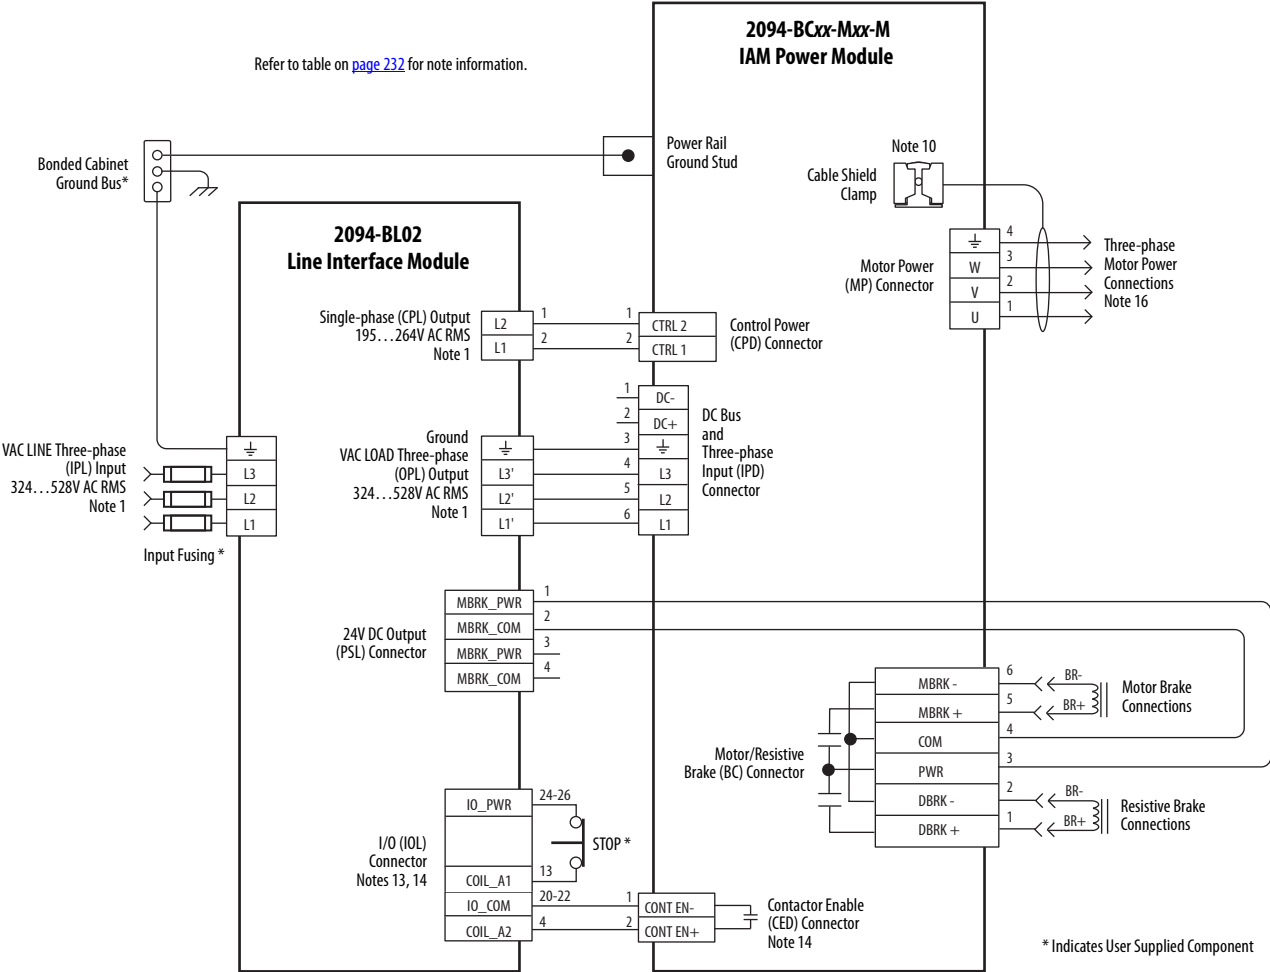 2094-BCxx-Mxx-M
IAM Power Module
Refer to table on page 232 for note information.
Power Rail
Ground Stud
Note 10
Cable Shield
Clamp
Bonded Cabinet
Ground Bus*
2094-BL02
Line Interface Module
Motor Power
(MP) Connector
4
W
3
V
2
U
1
Three-phase
Motor Power
Connections
Note 16
Single-phase (CPL) Output
195…264V AC RMS
Note 1
L2
1
L1
2
1
CTRL 2
2
CTRL 1
Control Power
(CPD) Connector
1
DC-
2
DC+
3
4
L3
5
L2
6
L1
DC Bus
and
Three-phase
Input (IPD)
Connector
VAC LINE Three-phase
(IPL) Input
324…528V AC RMS
Note 1
L3
L2
L1
Input Fusing *
Ground
VAC LOAD Three-phase
(OPL) Output
324…528V AC RMS
Note 1
L3'
L2'
L1'
24V DC Output
(PSL) Connector
MBRK_PWR
1
MBRK_COM
2
MBRK_PWR
3
MBRK_COM
4
Motor/Resistive
Brake (BC) Connector
MBRK -
6
MBRK +
5
COM
4
PWR
3
DBRK -
2
DBRK +
1
BR-
BR+
Motor Brake
Connections
BR-
BR+
Resistive Brake
Connections
I/O (IOL)
Connector
Notes 13, 14
IO_PWR
24-26
COIL_A1
13
IO_COM
20-22
COIL_A2
4
STOP *
1
CONT EN-
2
CONT EN+
Contactor Enable
(CED) Connector
Note 14
* Indicates User Supplied Component